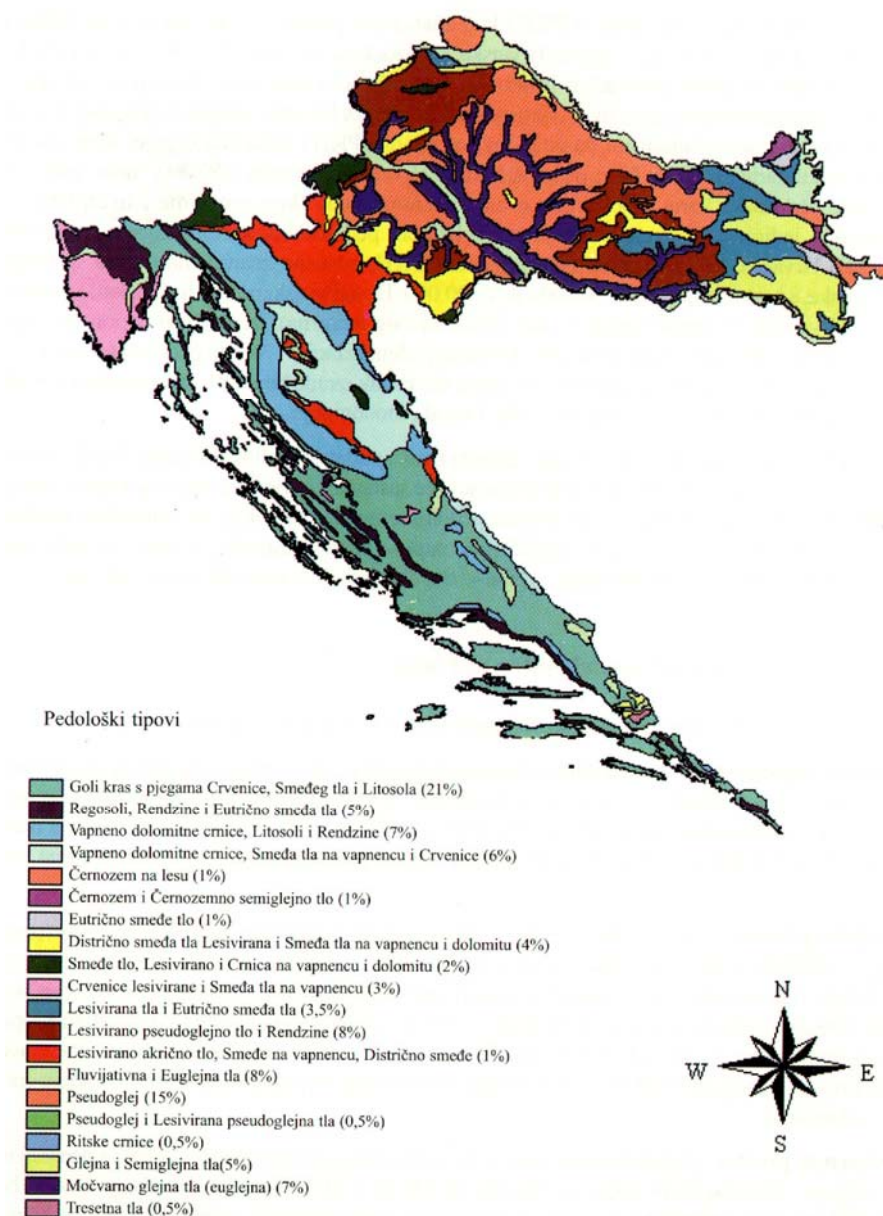 Pedološki tipovi
Goli kras s pjegama Crvenice, Smeđeg tla i Litosola (21%)
Regosoli, Rendzine i Eutrično smeđa tla (5%)
Vapneno dolomitne crnice, Litosoli i Rendzine (7%)
Vapneno dolomitne crnice, Smeđa tla na vapnencu i Crvenice (6%)
Černozem na lesu (1%)
Černozem i Černozemno semiglejno tlo (1%)
Eutrično smeđe tlo (1%)
Distrično smeđa tla Lesivirana i Smeđa tla na vapnencu i dolomitu (4%)
Smeđe tlo, Lesivirano i Crnica na vapnencu i dolomitu (2%)
Crvenice lesivirane i Smeđa tla na vapnencu (3%)
Lesivirana tla i Eutrično smeđa tla (3,5%)
Lesivirano pseudoglejno tlo i Rendzine (8%)
Lesivirano akrično tlo, Smeđe na vapnencu, Distrično smeđe (1%)
Fluvijativna i Euglejna tla (8%)
Pseudoglej (15%)
Pseudoglej i Lesivirana pseudoglejna tla (0,5%)
Ritske crnice (0,5%)
Glejna i Semiglejna tla(5%)
Močvarno glejna tla (euglejna) (7%)
Tresetna tla (0,5%)
N
W
E
S